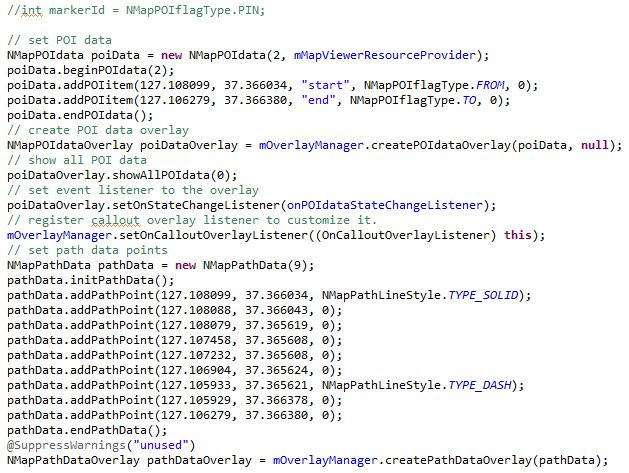 //int markerId = NMapPOIflagType.PIN;
// set POI data
NMapPOIdata poiData = new NMapPOIdata(2, mMapViewerResourceProvider);
poiData.beginPOIdata(2);
poiData.addPOIitem(127.108099, 37.366034, "start", NMapPOIflagType.FROM, 0);
poiData.addPOIitem(127.106279, 37.366380, "end", NMapPOIflagType.TO, 0);
poiData.endPOIdata();
// create POI data overlay
NMapPOIdataOverlay poiDataOverlay = mOverlayManager.createPOIdataOverlay(poiData, null);
// show all POI data
poiDataOverlay.showAllPOIdata(0);
// set event listener to the overlay
poiDataOverlay.setOnStateChangeListener(onPOIdataStateChangeListener);
// register callout overlay listener to customize it.
mOverlayManager.setOnCalloutOverlayListener((OnCalloutOverlayListener) this);
// set path data points
NMapPathData pathData = new NMapPathData(9);
pathData.initPathData();
pathData.addPathPoint(127.108099, 37.366034, NMapPathLineStyle.TYPE_SOLID);
pathData.addPathPoint(127.108088, 37.366043, 0);
pathData.addPathPoint(127.108079, 37.365619, 0);
pathData.addPathPoint(127.107458, 37.365608, 0);
pathData.addPathPoint(127.107232, 37.365608, 0);
pathData.addPathPoint(127.106904, 37.365624, 0);
pathData.addPathPoint(127.105933, 37.365621, NMapPathLineStyle.TYPE_DASH);
pathData.addPathPoint(127.105929, 37.366378, 0);
pathData.addPathPoint(127.106279, 37.366380, 0);
pathData.endPathData();
@SuppressWarnings("unused")
NMapPathDataOverlay pathDataOverlay = mOverlayManager.createPathDataOverlay(pathData);